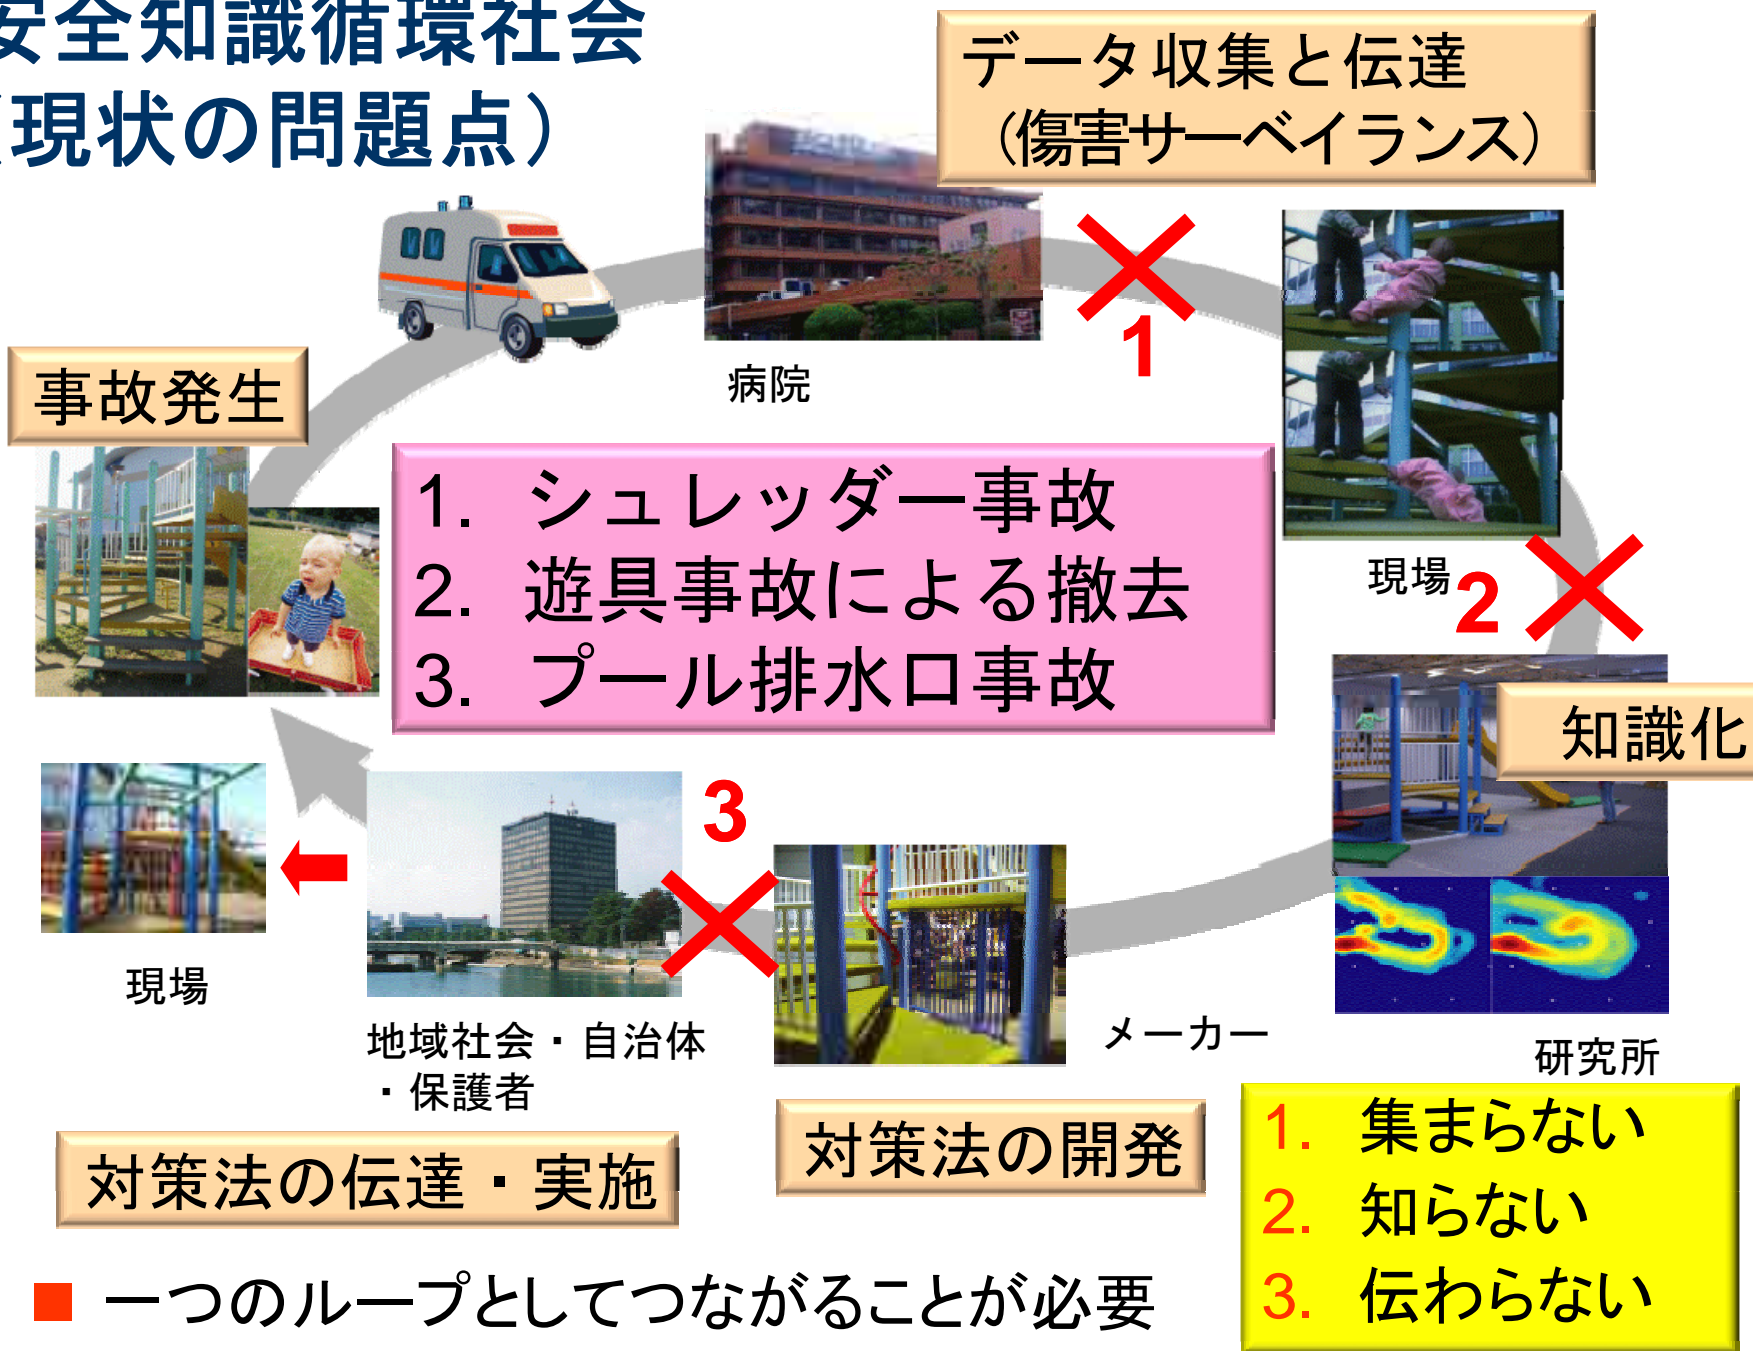 安全知識循環社会
（現状の問題点）
データ収集と伝達
（傷害サーベイランス）
1
病院
事故発生
1. シュレッダー事故
2. 遊具事故による撤去
3. プール排水口事故
現場
2
知識化
3
現場
地域社会・自治体
・保護者
メーカー
研究所
対策法の開発
対策法の伝達・実施
1. 集まらない
2. 知らない
3. 伝わらない
■ 一つのループとしてつながることが必要